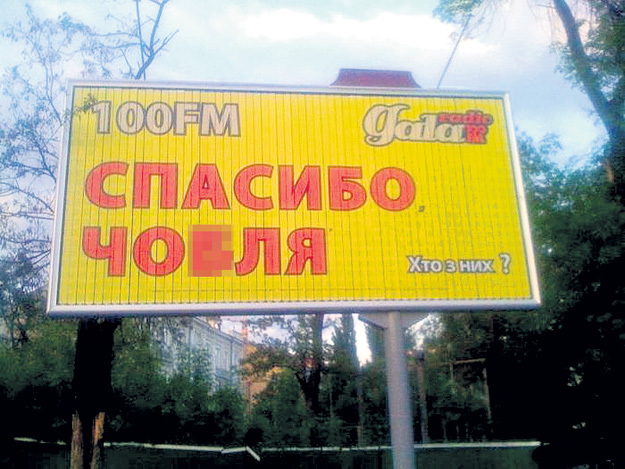 100FM
gala radio
СПАСИБО,
Хто з них ?